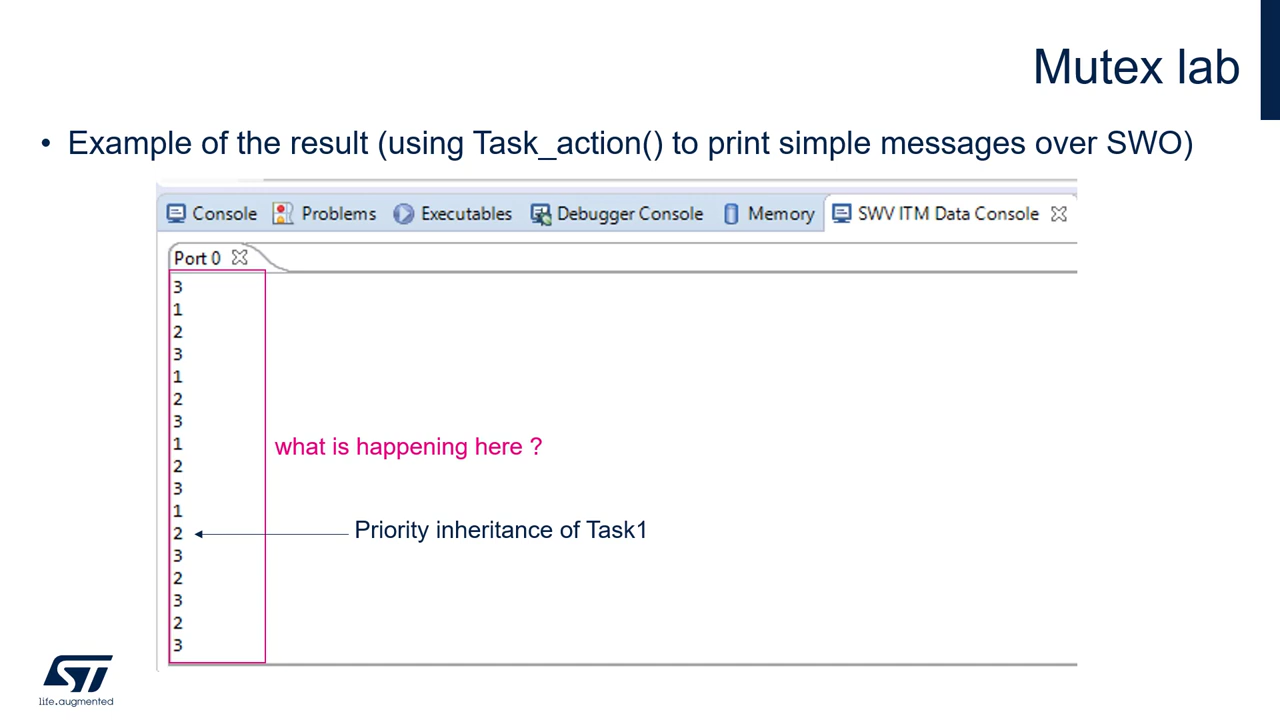 Mutex lab
• Example of the result (using Task_action() to print simple messages over SWO)
Console Problems Executables Debugger Console Memory SWV ITM Data Console
Port 0
3
1
2
3
1
2
3
1
what is happening here ?
2
3
1
2
Priority inheritance of Task1
3
2
3
2
3
ST
life.augmented